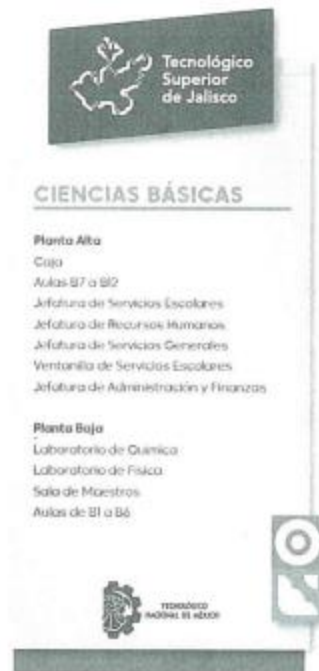 Tecnológico
Superior
de Jalisco
CIENCIAS BÁSICAS
Planta Alta
Caja
Aulas B7 a B12
Jefatura de Servicios Escolares
Jefatura de Recursos Humanos
Jefatura de Servicios Generales
Ventanilla de Servicios Escolares
Jefatura de Administración y Finanzas
Planta Baja
Laboratorio de Química
Laboratorio de Física
Sala de Maestros
Aulas de B1 a B6
TECNOLÓGICO
NACIONAL DE MÉXICO